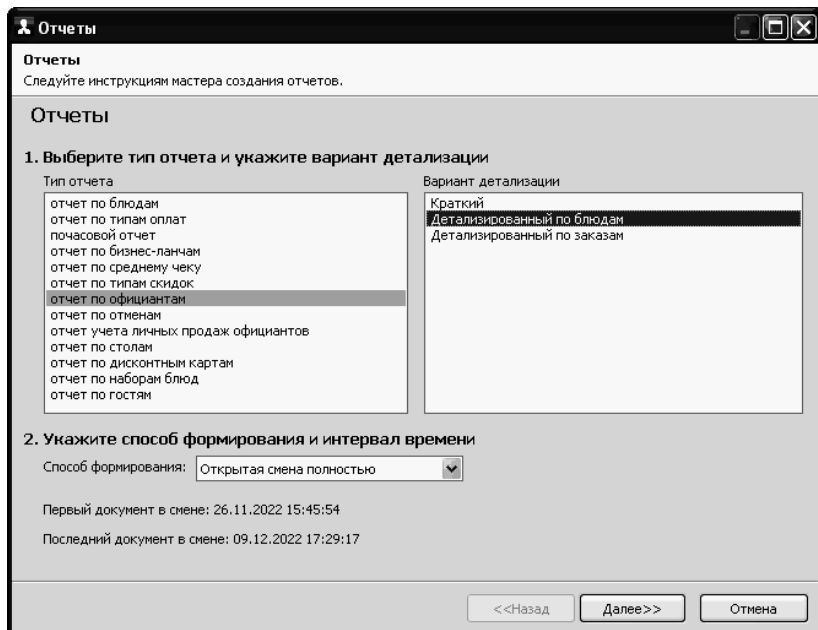 Отчеты
Отчеты
Следуйте инструкциям мастера создания отчетов.
Отчеты
1. Выберите тип отчета и укажите вариант детализации
Тип отчета
отчет по блюдам
отчет по типам оплат
почасовой отчет
отчет по бизнес-ланчам
отчет по среднему чеку
отчет по типам скидок
отчет по официантам
отчет по отменам
отчет учета личных продаж официантов
отчет по столам
отчет по дисконтным картам
отчет по наборам блюд
отчет по гостям
Вариант детализации
Краткий
Детализированный по блюдам
Детализированный по заказам
2. Укажите способ формирования и интервал времени
Способ формирования: Открытая смена полностью
Первый документ в смене: 26.11.2022 15:45:54
Последний документ в смене: 09.12.2022 17:29:17
<<Назад Далее>> Отмена